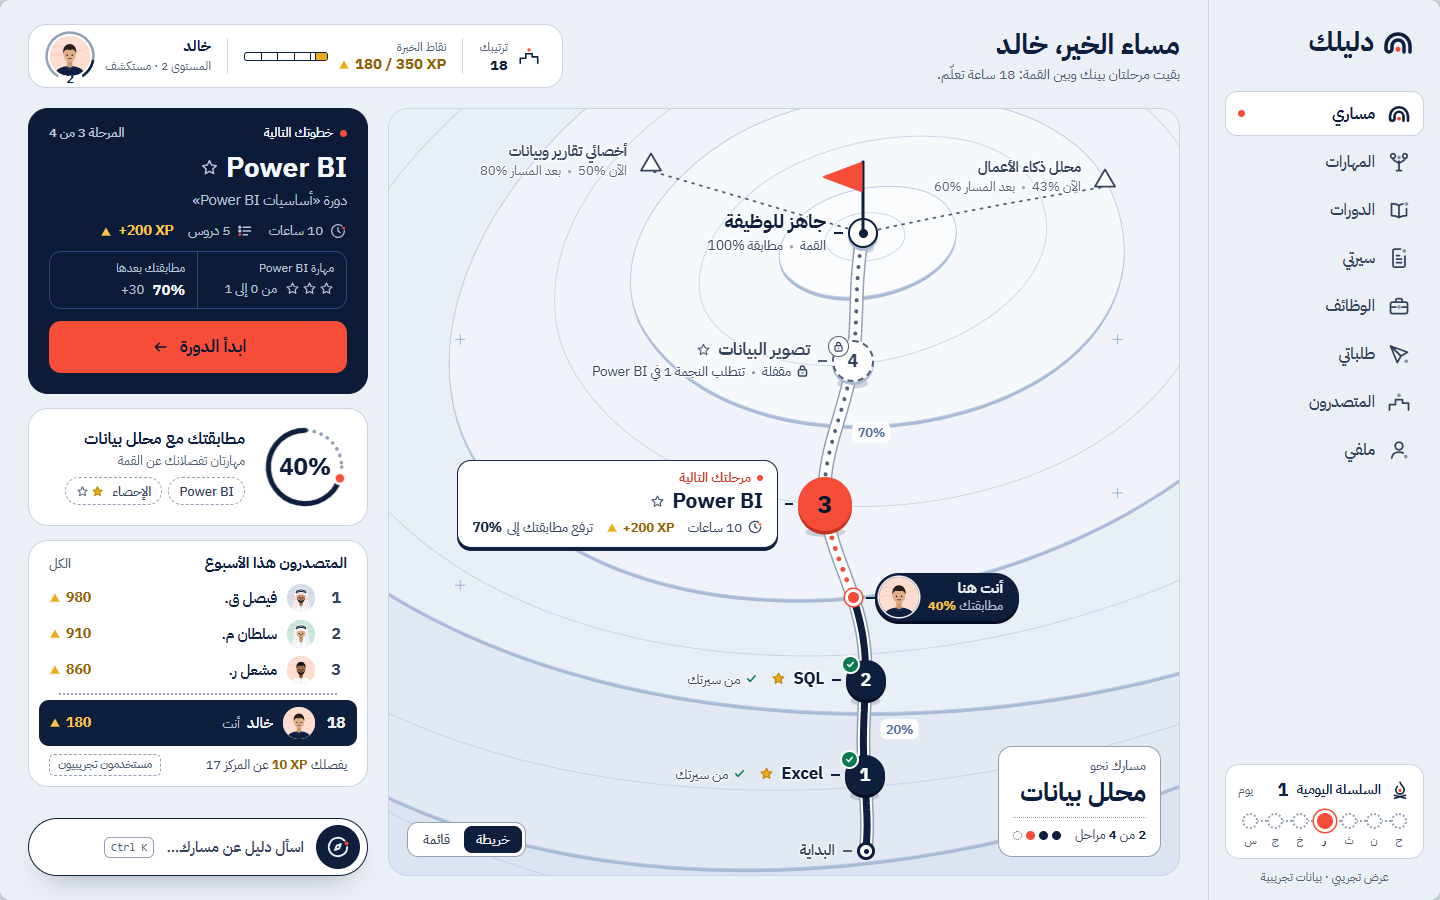 دليلك
مساري
المهارات
الدورات
سيرتي
الوظائف
طلباتي
المتصدرون
ملفي
السلسلة اليومية 1 يوم
ح ن ث ر خ ج س
عرض تجريبي · بيانات تجريبية
مساء الخير، خالد
بقيت مرحلتان بينك وبين القمة: 18 ساعة تعلّم.
ترتيبك
18
نقاط الخبرة
180 / 350 XP
خالد
المستوى 2 · مستكشف
2
محلل ذكاء الأعمال
الآن 43% • بعد المسار 60%
أخصائي تقارير وبيانات
الآن 50% • بعد المسار 80%
جاهز للوظيفة
القمة • مطابقة 100%
4
تصوير البيانات
مقفلة • تتطلب النجمة 1 في Power BI
70%
3
مرحلتك التالية
Power BI
10 ساعات +200 XP ترفع مطابقتك إلى 70%
أنت هنا
مطابقتك 40%
2
SQL من سيرتك
20%
1
Excel من سيرتك
البداية
مسارك نحو
محلل بيانات
2 من 4 مراحل
خريطة قائمة
خطوتك التالية
المرحلة 3 من 4
Power BI
دورة «أساسيات Power BI»
10 ساعات 5 دروس +200 XP
مهارة Power BI
من 0 إلى 1
مطابقتك بعدها
70% +30
ابدأ الدورة ←
40%
مطابقتك مع محلل بيانات
مهارتان تفصلانك عن القمة
Power BI الإحصاء
المتصدرون هذا الأسبوع الكل
1 فيصل ق. 980
2 سلطان م. 910
3 مشعل ر. 860
18 خالد أنت 180
يفصلك 10 XP عن المركز 17
مستخدمون تجريبيون
اسأل دليل عن مسارك... Ctrl K